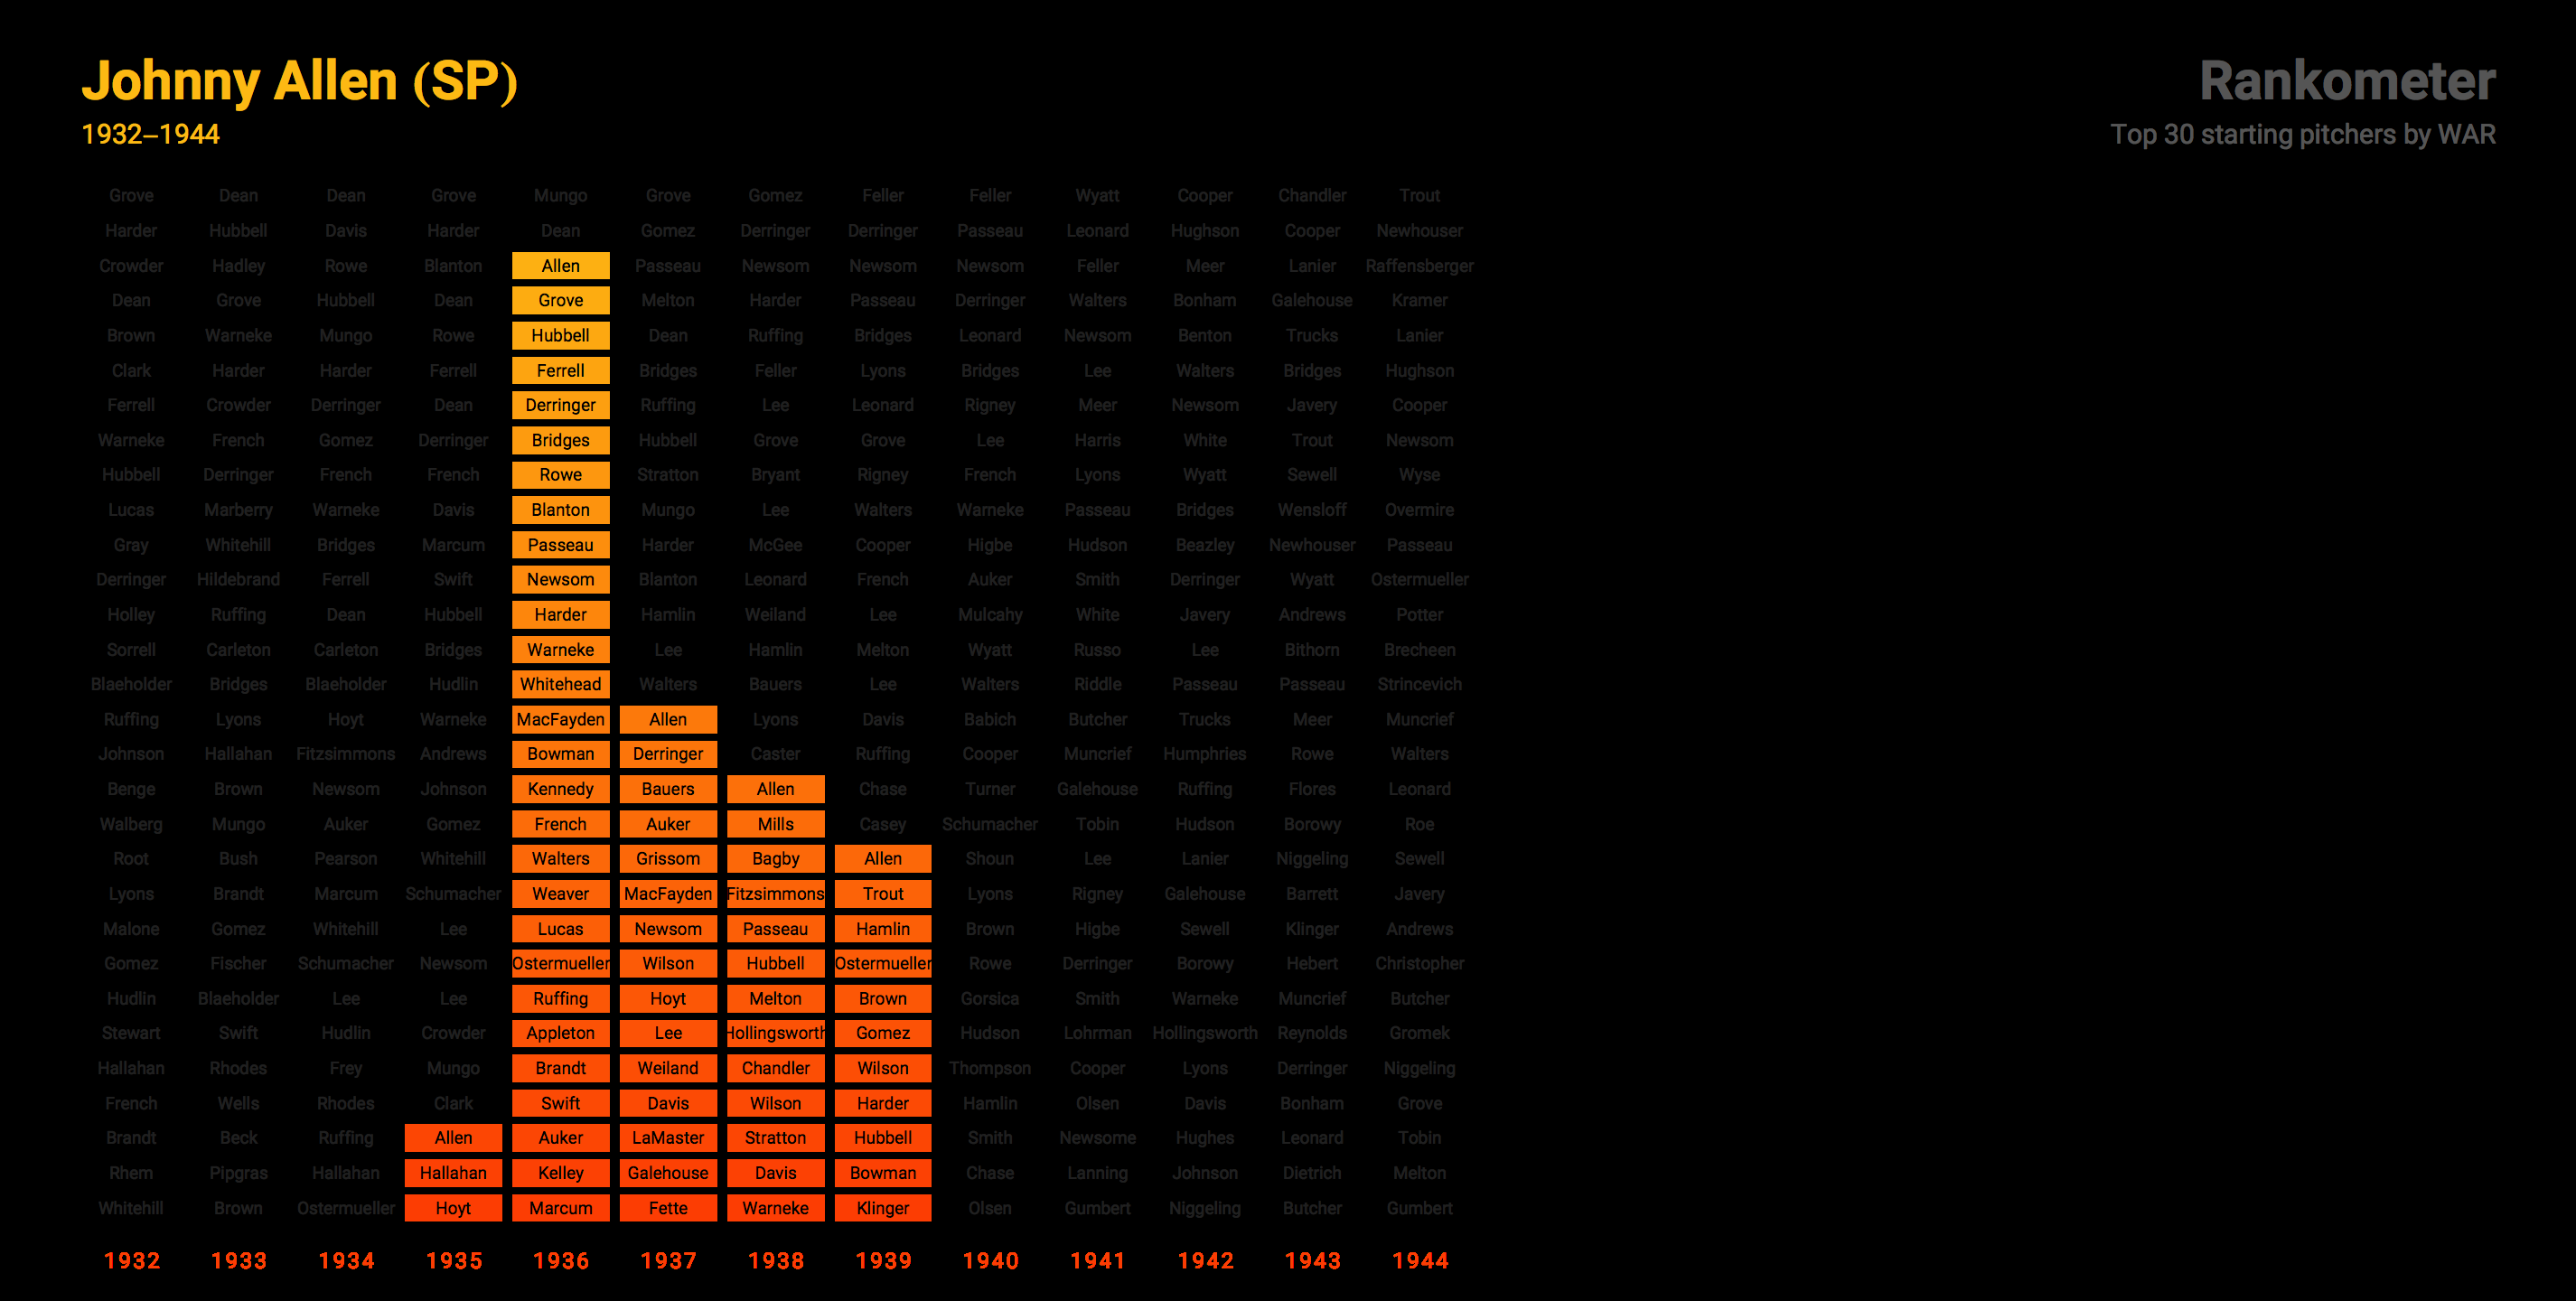 Johnny Allen (SP)
1932–1944
Rankometer
Top 30 starting pitchers by WAR
Grove Dean Dean Grove Mungo Grove Gomez Feller Feller Wyatt Cooper Chandler Trout
Harder Hubbell Davis Harder Dean Gomez Derringer Derringer Passeau Leonard Hughson Cooper Newhouser
Crowder Hadley Rowe Blanton Allen Passeau Newsom Newsom Newsom Feller Meer Lanier Raffensberger
Dean Grove Hubbell Dean Grove Melton Harder Passeau Derringer Walters Bonham Galehouse Kramer
Brown Warneke Mungo Rowe Hubbell Dean Ruffing Bridges Leonard Newsom Benton Trucks Lanier
Clark Harder Harder Ferrell Ferrell Bridges Feller Lyons Bridges Lee Walters Bridges Hughson
Ferrell Crowder Derringer Dean Derringer Ruffing Lee Leonard Rigney Meer Newsom Javery Cooper
Warneke French Gomez Derringer Bridges Hubbell Grove Grove Lee Harris White Trout Newsom
Hubbell Derringer French French Rowe Stratton Bryant Rigney French Lyons Wyatt Sewell Wyse
Lucas Marberry Warneke Davis Blanton Mungo Lee Walters Warneke Passeau Bridges Wensloff Overmire
Gray Whitehill Bridges Marcum Passeau Harder McGee Cooper Higbe Hudson Beazley Newhouser Passeau
Derringer Hildebrand Ferrell Swift Newsom Blanton Leonard French Auker Smith Derringer Wyatt Ostermueller
Holley Ruffing Dean Hubbell Harder Hamlin Weiland Lee Mulcahy White Javery Andrews Potter
Sorrell Carleton Carleton Bridges Warneke Lee Hamlin Melton Wyatt Russo Lee Bithorn Brecheen
Blaeholder Bridges Blaeholder Hudlin Whitehead Walters Bauers Lee Walters Riddle Passeau Passeau Strincevich
Ruffing Lyons Hoyt Warneke MacFayden Allen Lyons Davis Babich Butcher Trucks Meer Muncrief
Johnson Hallahan Fitzsimmons Andrews Bowman Derringer Caster Ruffing Cooper Muncrief Humphries Rowe Walters
Benge Brown Newsom Johnson Kennedy Bauers Allen Chase Turner Galehouse Ruffing Flores Leonard
Walberg Mungo Auker Gomez French Auker Mills Casey Schumacher Tobin Hudson Borowy Roe
Root Bush Pearson Whitehill Walters Grissom Bagby Allen Shoun Lee Lanier Niggeling Sewell
Lyons Brandt Marcum Schumacher Weaver MacFayden Fitzsimmons Trout Lyons Rigney Galehouse Barrett Javery
Malone Gomez Whitehill Lee Lucas Newsom Passeau Hamlin Brown Higbe Sewell Klinger Andrews
Gomez Fischer Schumacher Newsom Ostermueller Wilson Hubbell Ostermueller Rowe Derringer Borowy Hebert Christopher
Hudlin Blaeholder Lee Lee Ruffing Hoyt Melton Brown Gorsica Smith Warneke Muncrief Butcher
Stewart Swift Hudlin Crowder Appleton Lee Hollingsworth Gomez Hudson Lohrman Hollingsworth Reynolds Gromek
Hallahan Rhodes Frey Mungo Brandt Weiland Chandler Wilson Thompson Cooper Lyons Derringer Niggeling
French Wells Rhodes Clark Swift Davis Wilson Harder Hamlin Olsen Davis Bonham Grove
Brandt Beck Ruffing Allen Auker LaMaster Stratton Hubbell Smith Newsome Hughes Leonard Tobin
Rhem Pipgras Hallahan Hallahan Kelley Galehouse Davis Bowman Chase Lanning Johnson Dietrich Melton
Whitehill Brown Ostermueller Hoyt Marcum Fette Warneke Klinger Olsen Gumbert Niggeling Butcher Gumbert
1932 1933 1934 1935 1936 1937 1938 1939 1940 1941 1942 1943 1944